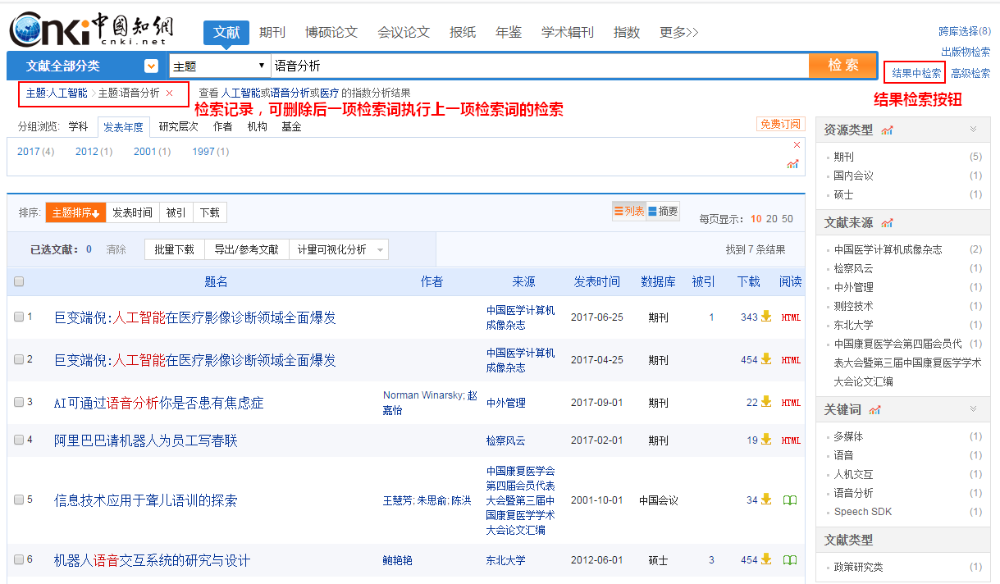 Cnki中國知網
cnki.net
文献 期刊 博硕论文 会议论文 报纸 年鉴 学术辑刊 指数 更多>>
跨库选择(8)
出版物检索
文献全部分类 主题 语音分析 检 索 结果中检索 高级检索
主题:人工智能 > 主题:语音分析 × 查看 人工智能或语音分析或医疗 的指数分析结果
检索记录，可删除后一项检索词执行上一项检索词的检索
结果检索按钮
分组浏览: 学科 发表年度 研究层次 作者 机构 基金 免费订阅
2017 (4) 2012 (1) 2001 (1) 1997 (1) ×
排序: 主题排序↓ 发表时间 被引 下载 列表 摘要 每页显示: 10 20 50
已选文献: 0 清除 批量下载 导出/参考文献 计量可视化分析 找到 7 条结果
题名 作者 来源 发表时间 数据库 被引 下载 阅读
1 巨变端倪:人工智能在医疗影像诊断领域全面爆发 中国医学计算机 2017-06-25 期刊 1 343 HTML
成像杂志
2 巨变端倪:人工智能在医疗影像诊断领域全面爆发 中国医学计算机 2017-04-25 期刊 454 HTML
成像杂志
3 AI可通过语音分析你是否患有焦虑症 Norman Winarsky; 赵 中外管理 2017-09-01 期刊 22 HTML
嘉怡
4 阿里巴巴请机器人为员工写春联 检察风云 2017-02-01 期刊 19 HTML
中国康复医学会
第四届会员代表
5 信息技术应用于聋儿语训的探索 王慧芳; 朱思俞; 陈洪 大会暨第三届中 2001-10-01 中国会议 34
国康复医学学术
大会论文汇编
6 机器人语音交互系统的研究与设计 鲍艳艳 东北大学 2012-06-01 硕士 3 454
资源类型
期刊 (5)
国内会议 (1)
硕士 (1)
文献来源
中国医学计算机成像杂志 (2)
检察风云 (1)
中外管理 (1)
测控技术 (1)
东北大学 (1)
中国康复医学会第四届会员代 (1)
表大会暨第三届中国康复医学学术
大会论文汇编
关键词
多媒体 (1)
语音 (1)
人机交互 (1)
语音分析 (1)
Speech SDK (1)
文献类型
政策研究类 (1)